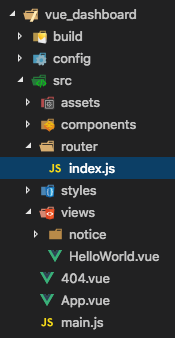 vue_dashboard
build
config
src
assets
components
router
JS index.js
styles
views
notice
HelloWorld.vue
404.vue
App.vue
JS main.js